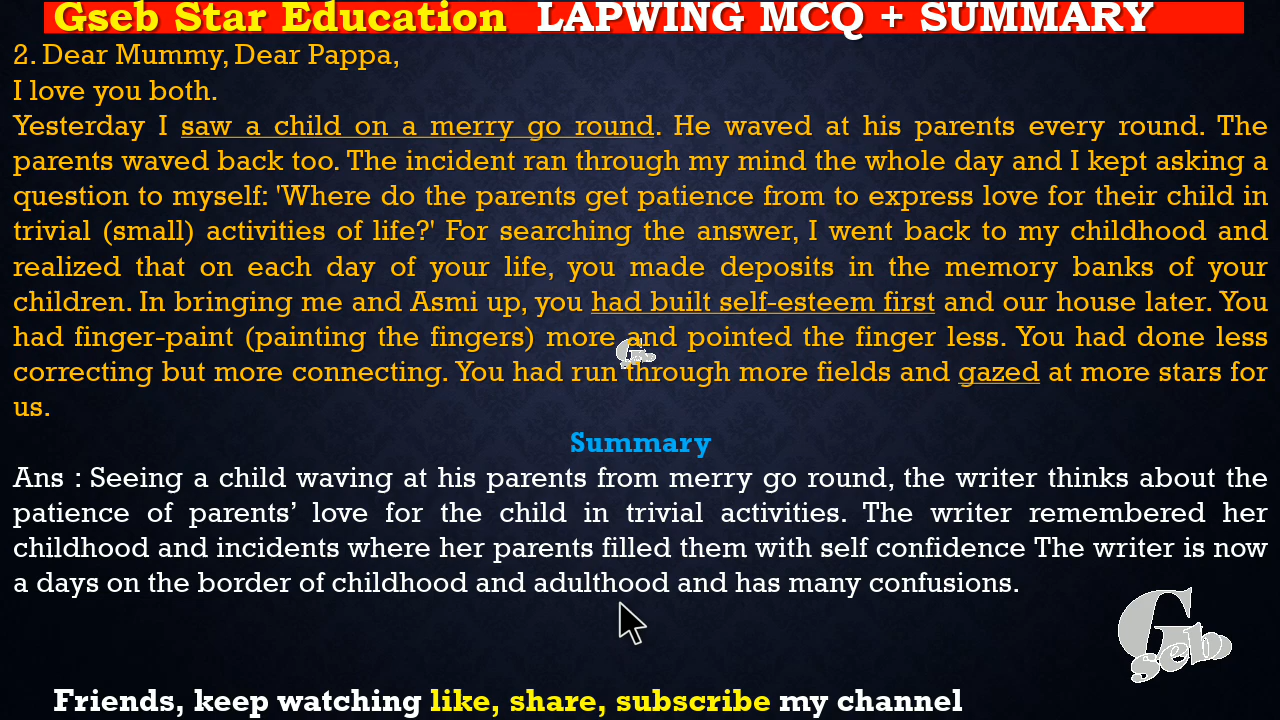 Gseb Star Education LAPWING MCQ + SUMMARY
2. Dear Mummy, Dear Pappa,
I love you both.
Yesterday I saw a child on a merry go round. He waved at his parents every round. The
parents waved back too. The incident ran through my mind the whole day and I kept asking a
question to myself: 'Where do the parents get patience from to express love for their child in
trivial (small) activities of life?' For searching the answer, I went back to my childhood and
realized that on each day of your life, you made deposits in the memory banks of your
children. In bringing me and Asmi up, you had built self-esteem first and our house later. You
had finger-paint (painting the fingers) more and pointed the finger less. You had done less
correcting but more connecting. You had run through more fields and gazed at more stars for
us.
Summary
Ans : Seeing a child waving at his parents from merry go round, the writer thinks about the
patience of parents’ love for the child in trivial activities. The writer remembered her
childhood and incidents where her parents filled them with self confidence The writer is now
a days on the border of childhood and adulthood and has many confusions.
Gseb
Friends, keep watching like, share, subscribe my channel